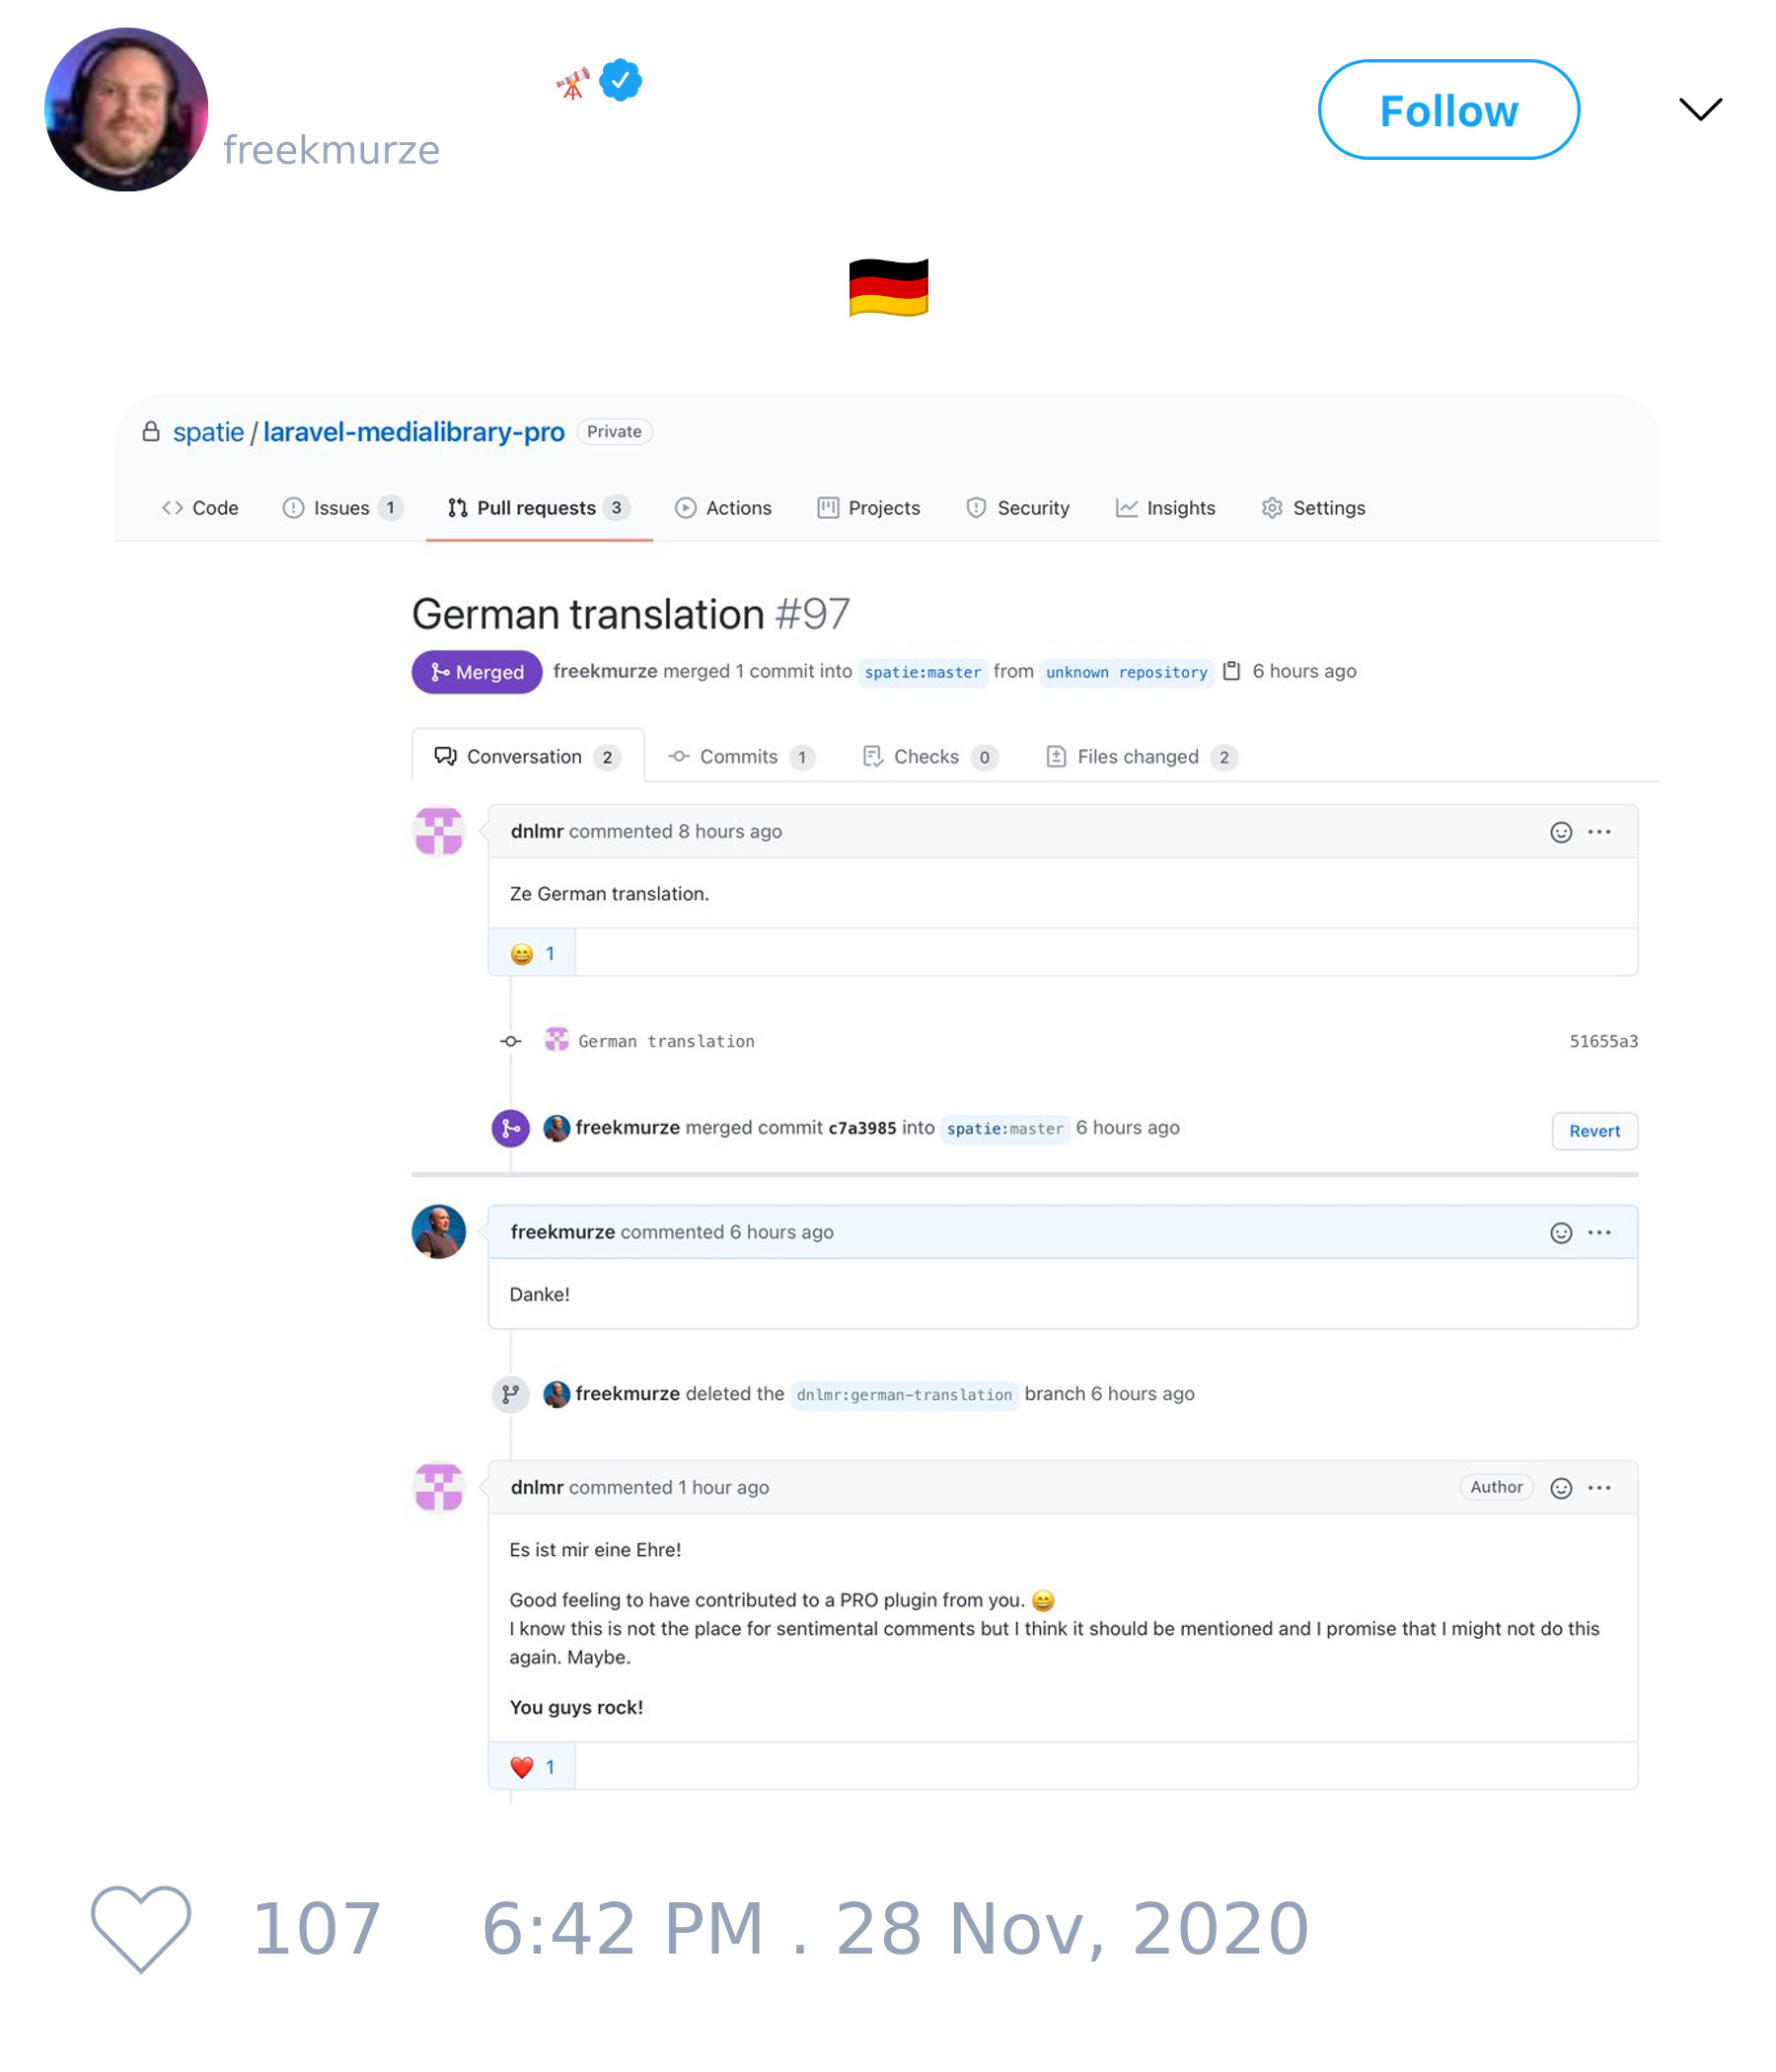 freekmurze
Follow
spatie / laravel-medialibrary-pro Private
Code Issues 1 Pull requests 3 Actions Projects Security Insights Settings
German translation #97
Merged freekmurze merged 1 commit into spatie:master from unknown repository 6 hours ago
Conversation 2 Commits 1 Checks 0 Files changed 2
dnlmr commented 8 hours ago
Ze German translation.
😄 1
German translation 51655a3
freekmurze merged commit c7a3985 into spatie:master 6 hours ago Revert
freekmurze commented 6 hours ago
Danke!
freekmurze deleted the dnlmr:german-translation branch 6 hours ago
dnlmr commented 1 hour ago Author
Es ist mir eine Ehre!
Good feeling to have contributed to a PRO plugin from you. 😄
I know this is not the place for sentimental comments but I think it should be mentioned and I promise that I might not do this
again. Maybe.
You guys rock!
❤️ 1
107 6:42 PM . 28 Nov, 2020